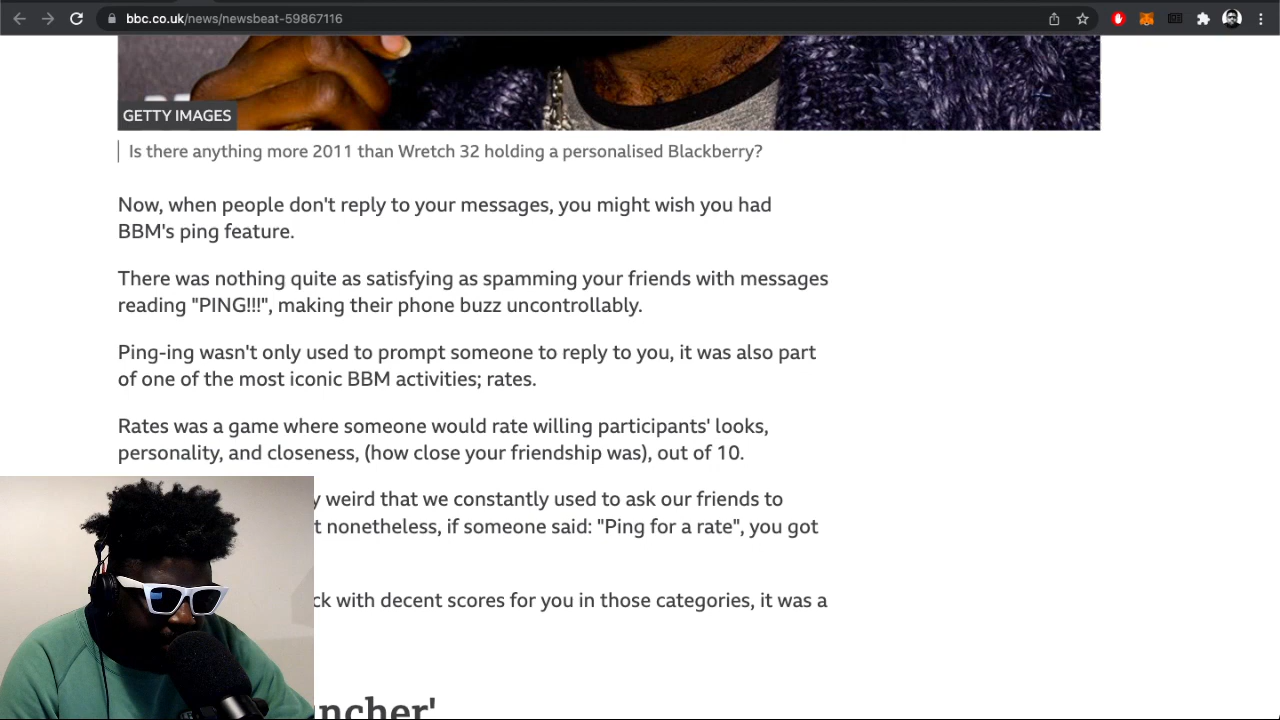 bbc.co.uk/news/newsbeat-59867116
GETTY IMAGES
Is there anything more 2011 than Wretch 32 holding a personalised Blackberry?
Now, when people don't reply to your messages, you might wish you had
BBM's ping feature.
There was nothing quite as satisfying as spamming your friends with messages
reading "PING!!!", making their phone buzz uncontrollably.
Ping-ing wasn't only used to prompt someone to reply to you, it was also part
of one of the most iconic BBM activities; rates.
Rates was a game where someone would rate willing participants' looks,
personality, and closeness, (how close your friendship was), out of 10.
weird that we constantly used to ask our friends to
nonetheless, if someone said: "Ping for a rate", you got
with decent scores for you in those categories, it was a